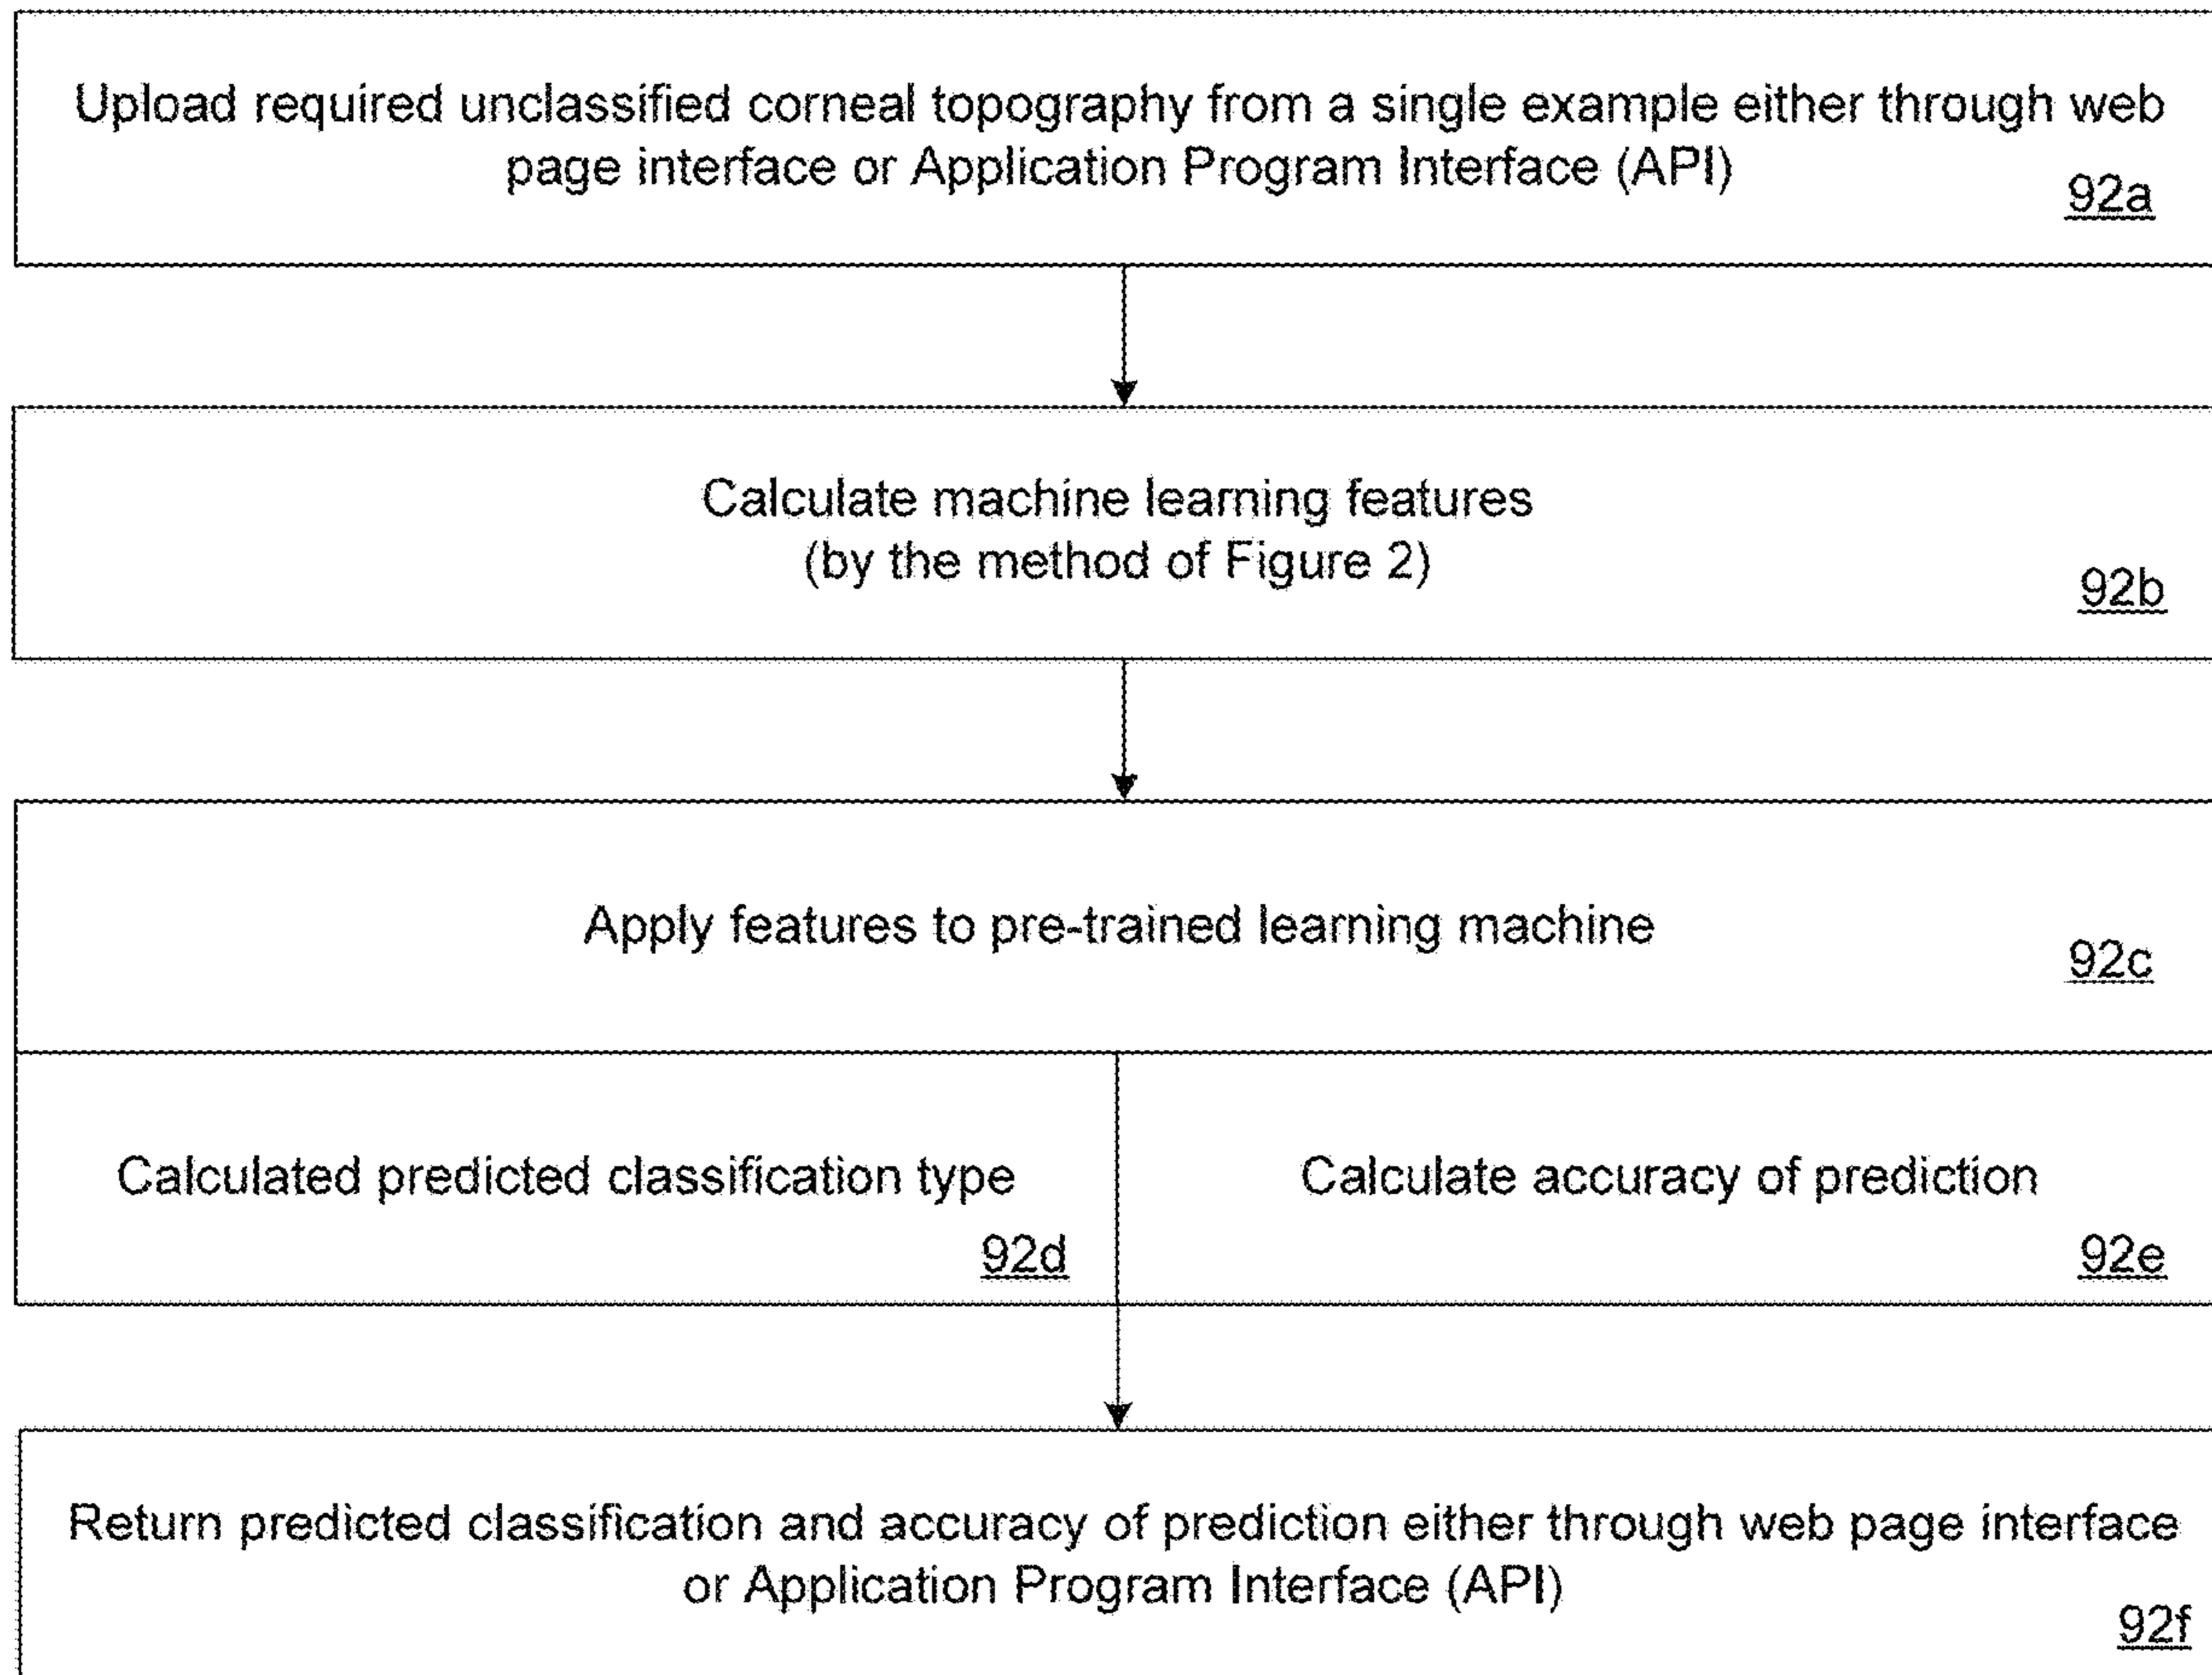 Upload required unclassified corneal topography from a single example either through web
page interface or Application Program Interface (API)
92a
Calculate machine learning features
(by the method of Figure 2)
92b
Apply features to pre-trained learning machine
92c
Calculated predicted classification type
92d
Calculate accuracy of prediction
92e
Return predicted classification and accuracy of prediction either through web page interface
or Application Program Interface (API)
92f